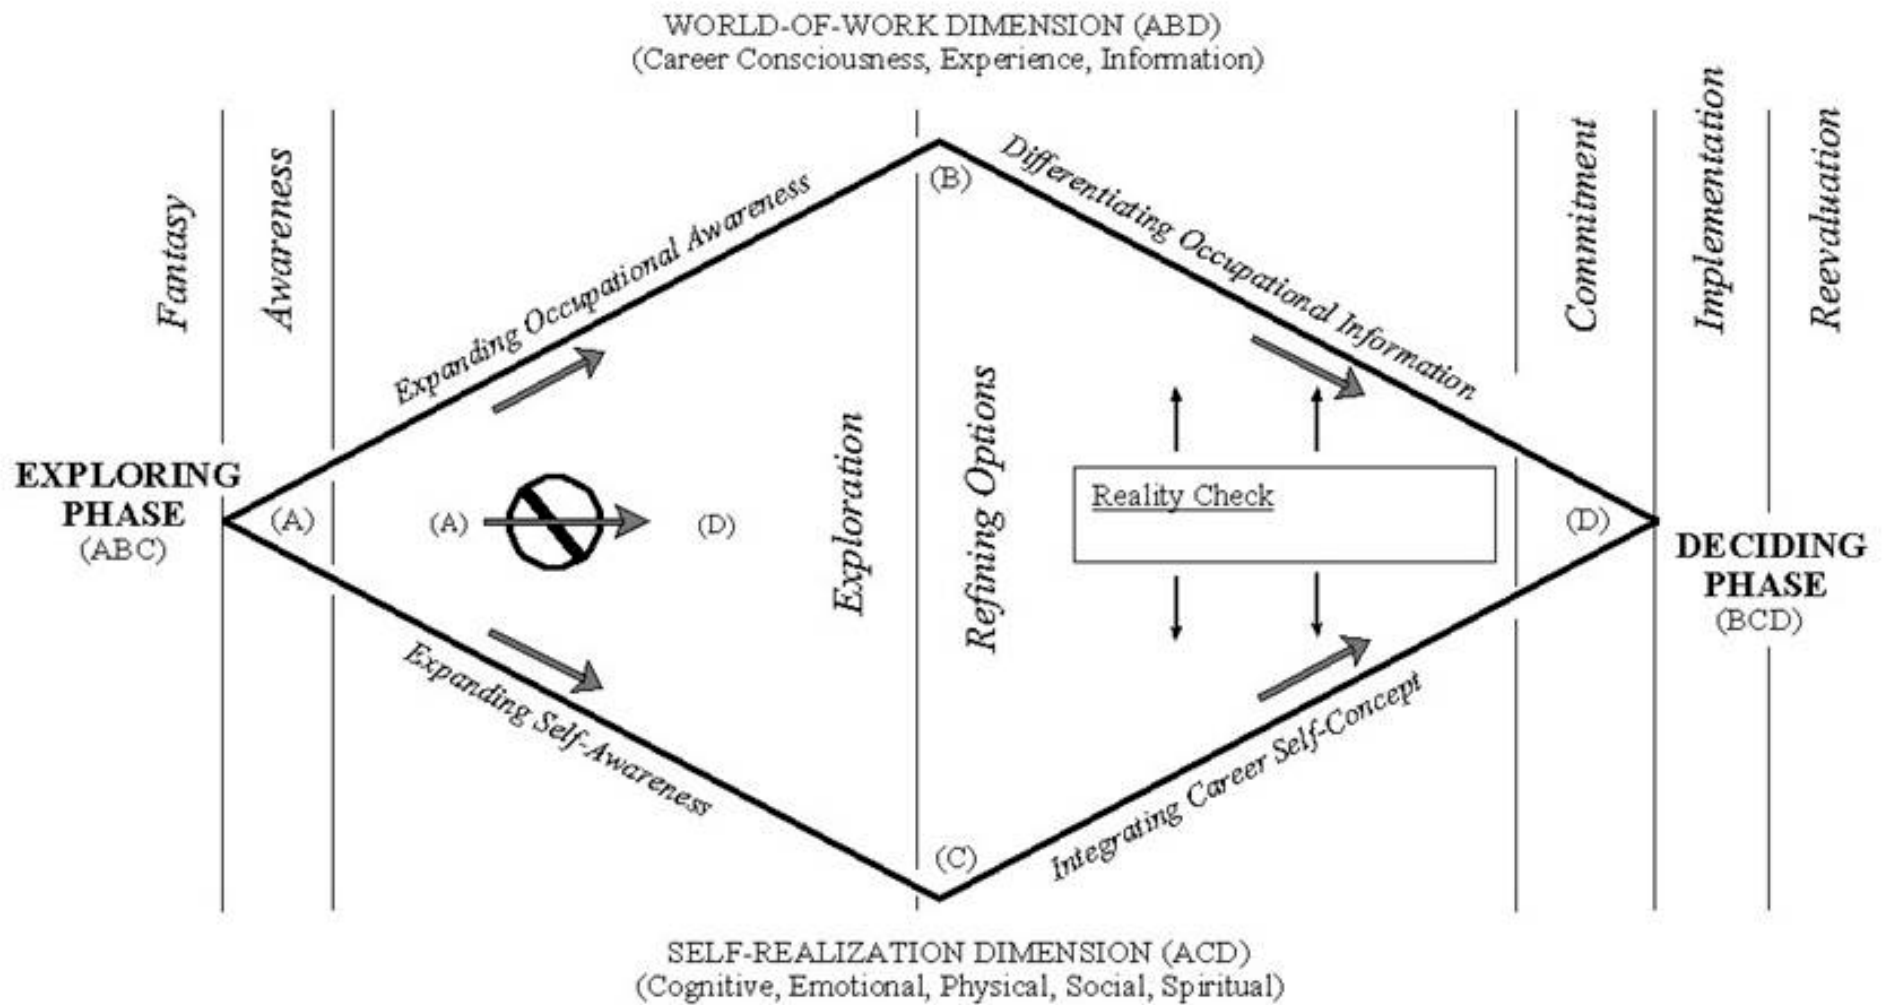 WORLD-OF-WORK DIMENSION (ABD)
(Career Consciousness, Experience, Information)
Fantasy
Awareness
Expanding Occupational Awareness
(B)
Differentiating Occupational Information
Commitment
Implementation
Reevaluation
EXPLORING
PHASE
(ABC)
(A)
(A)
(D)
Exploration
Refining Options
Reality Check
(D)
DECIDING
PHASE
(BCD)
Expanding Self-Awareness
(C)
Integrating Career Self-Concept
SELF-REALIZATION DIMENSION (ACD)
(Cognitive, Emotional, Physical, Social, Spiritual)